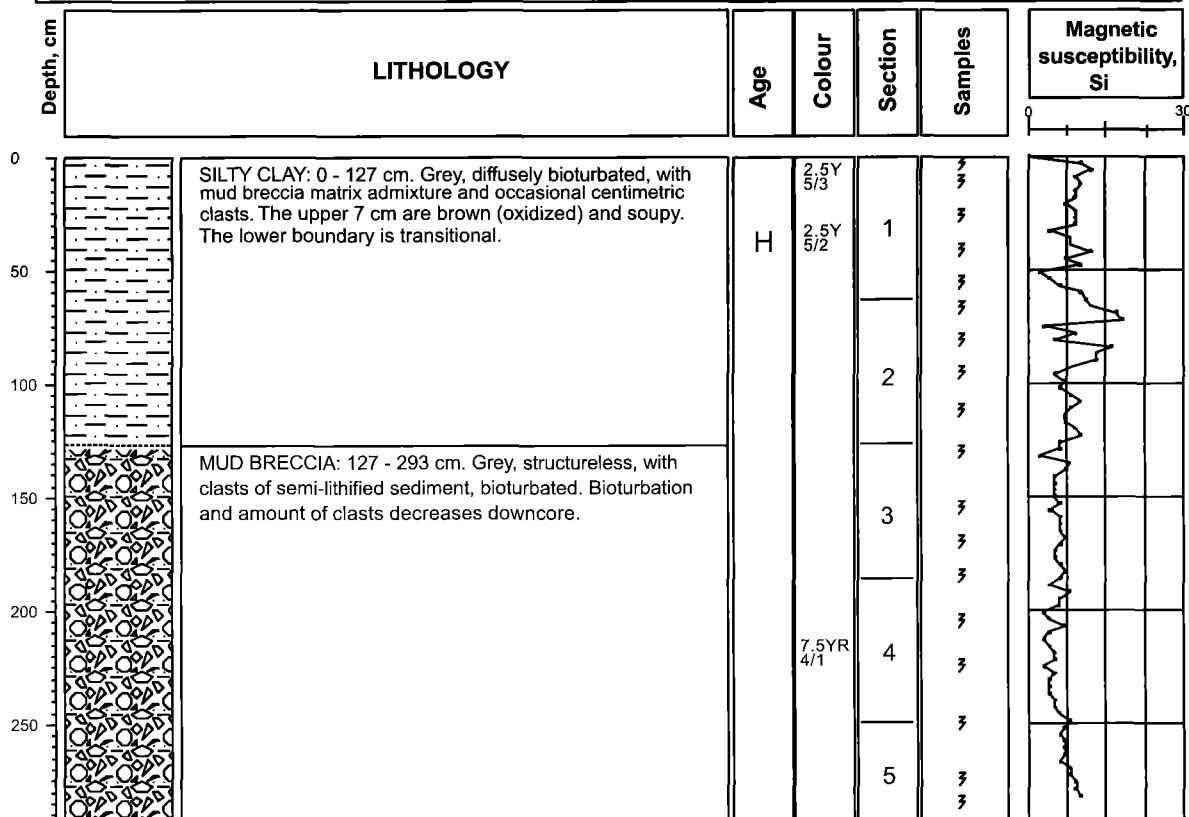 Depth, cm
LITHOLOGY
Age
Colour
Section
Samples
Magnetic
susceptibility,
Si
0
30
0
SILTY CLAY: 0 - 127 cm. Grey, diffusely bioturbated, with
mud breccia matrix admixture and occasional centimetric
clasts. The upper 7 cm are brown (oxidized) and soupy.
The lower boundary is transitional.
2.5Y
5/3
H
2.5Y
5/2
1
50
2
100
MUD BRECCIA: 127 - 293 cm. Grey, structureless, with
clasts of semi-lithified sediment, bioturbated. Bioturbation
and amount of clasts decreases downcore.
150
3
200
7.5YR
4/1
4
250
5